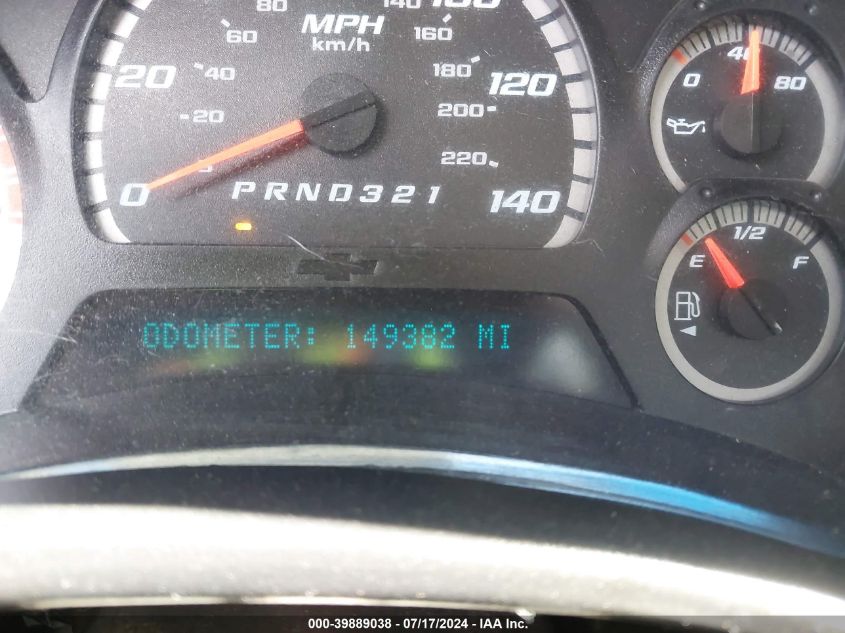 80 140 100
60 MPH 160
km/h
20 40 180 120
20 200
220
0 PRND321 140
0 40 80
1/2
E F
ODOMETER: 149382 MI
000-39889038 - 07/17/2024 - IAA Inc.